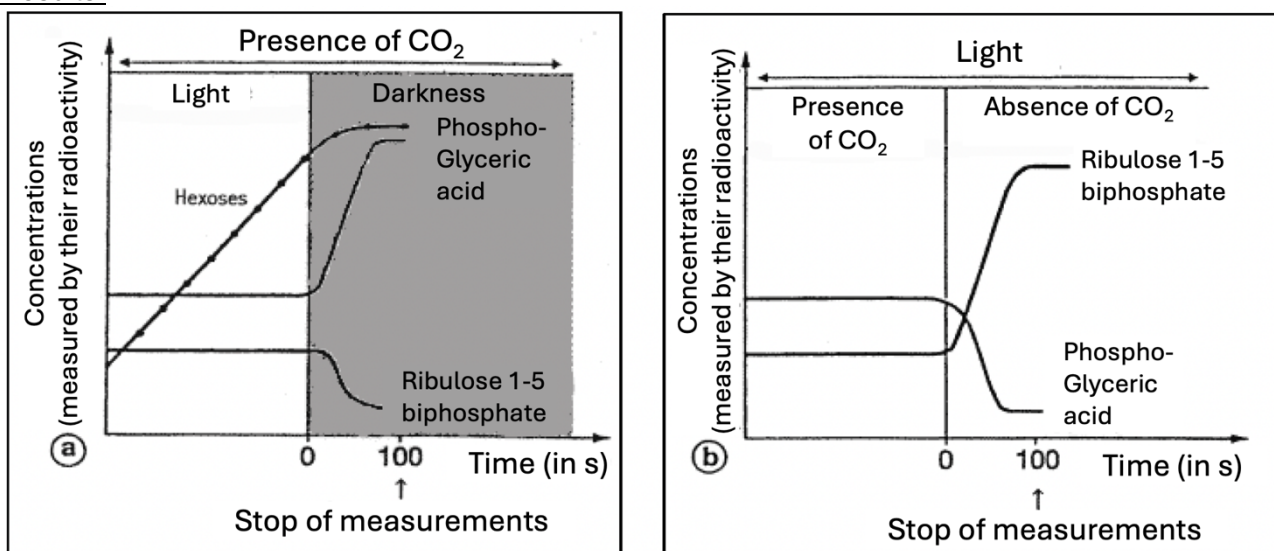 Presence of CO₂
Light
Darkness
Phospho-
Glyceric
acid
Hexoses
Ribulose 1-5
biphosphate
Concentrations
(measured by their radioactivity)
a
0
100
Time (in s)
↑
Stop of measurements
Light
Presence
of CO₂
Absence of CO₂
Ribulose 1-5
biphosphate
Phospho-
Glyceric
acid
Concentrations
(measured by their radioactivity)
b
0
100
Time (in s)
↑
Stop of measurements